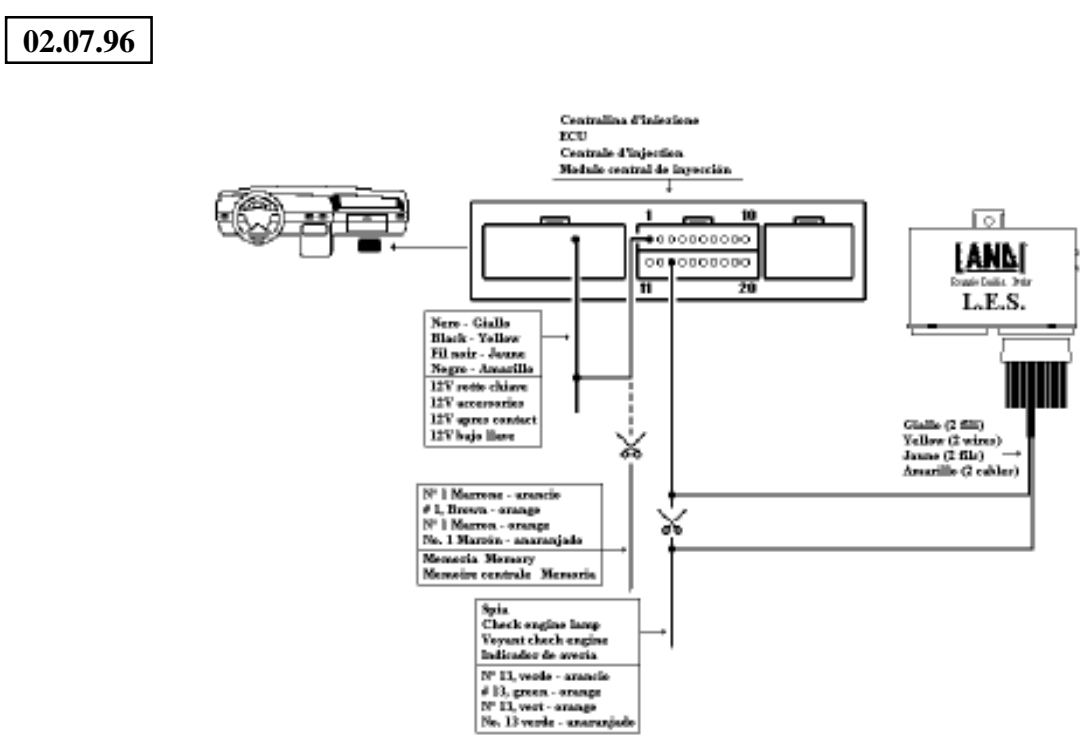 02.07.96
Centralina d'iniezione
ECU
Centrale d'injection
Modulo central de inyección
1 10
11 20
LANDI
L.E.S.
Nero - Giallo
Black - Yellow
Fil noir - Jaune
Negro - Amarillo
12V sotto chiave
12V accessories
12V apres contact
12V bajo llave
Giallo (2 fili)
Yellow (2 wires)
Jaune (2 fils)
Amarillo (2 cables)
N° 1 Marrone - arancio
# 1, Brown - orange
N° 1 Marron - orange
No. 1 Marrón - anaranjado
Memoria Memory
Memoire centrale Memoria
Spia
Check engine lamp
Voyant check engine
Indicador de averia
N° 13, verde - arancio
# 13, green - orange
N° 13, vert - orange
No. 13 verde - anaranjado